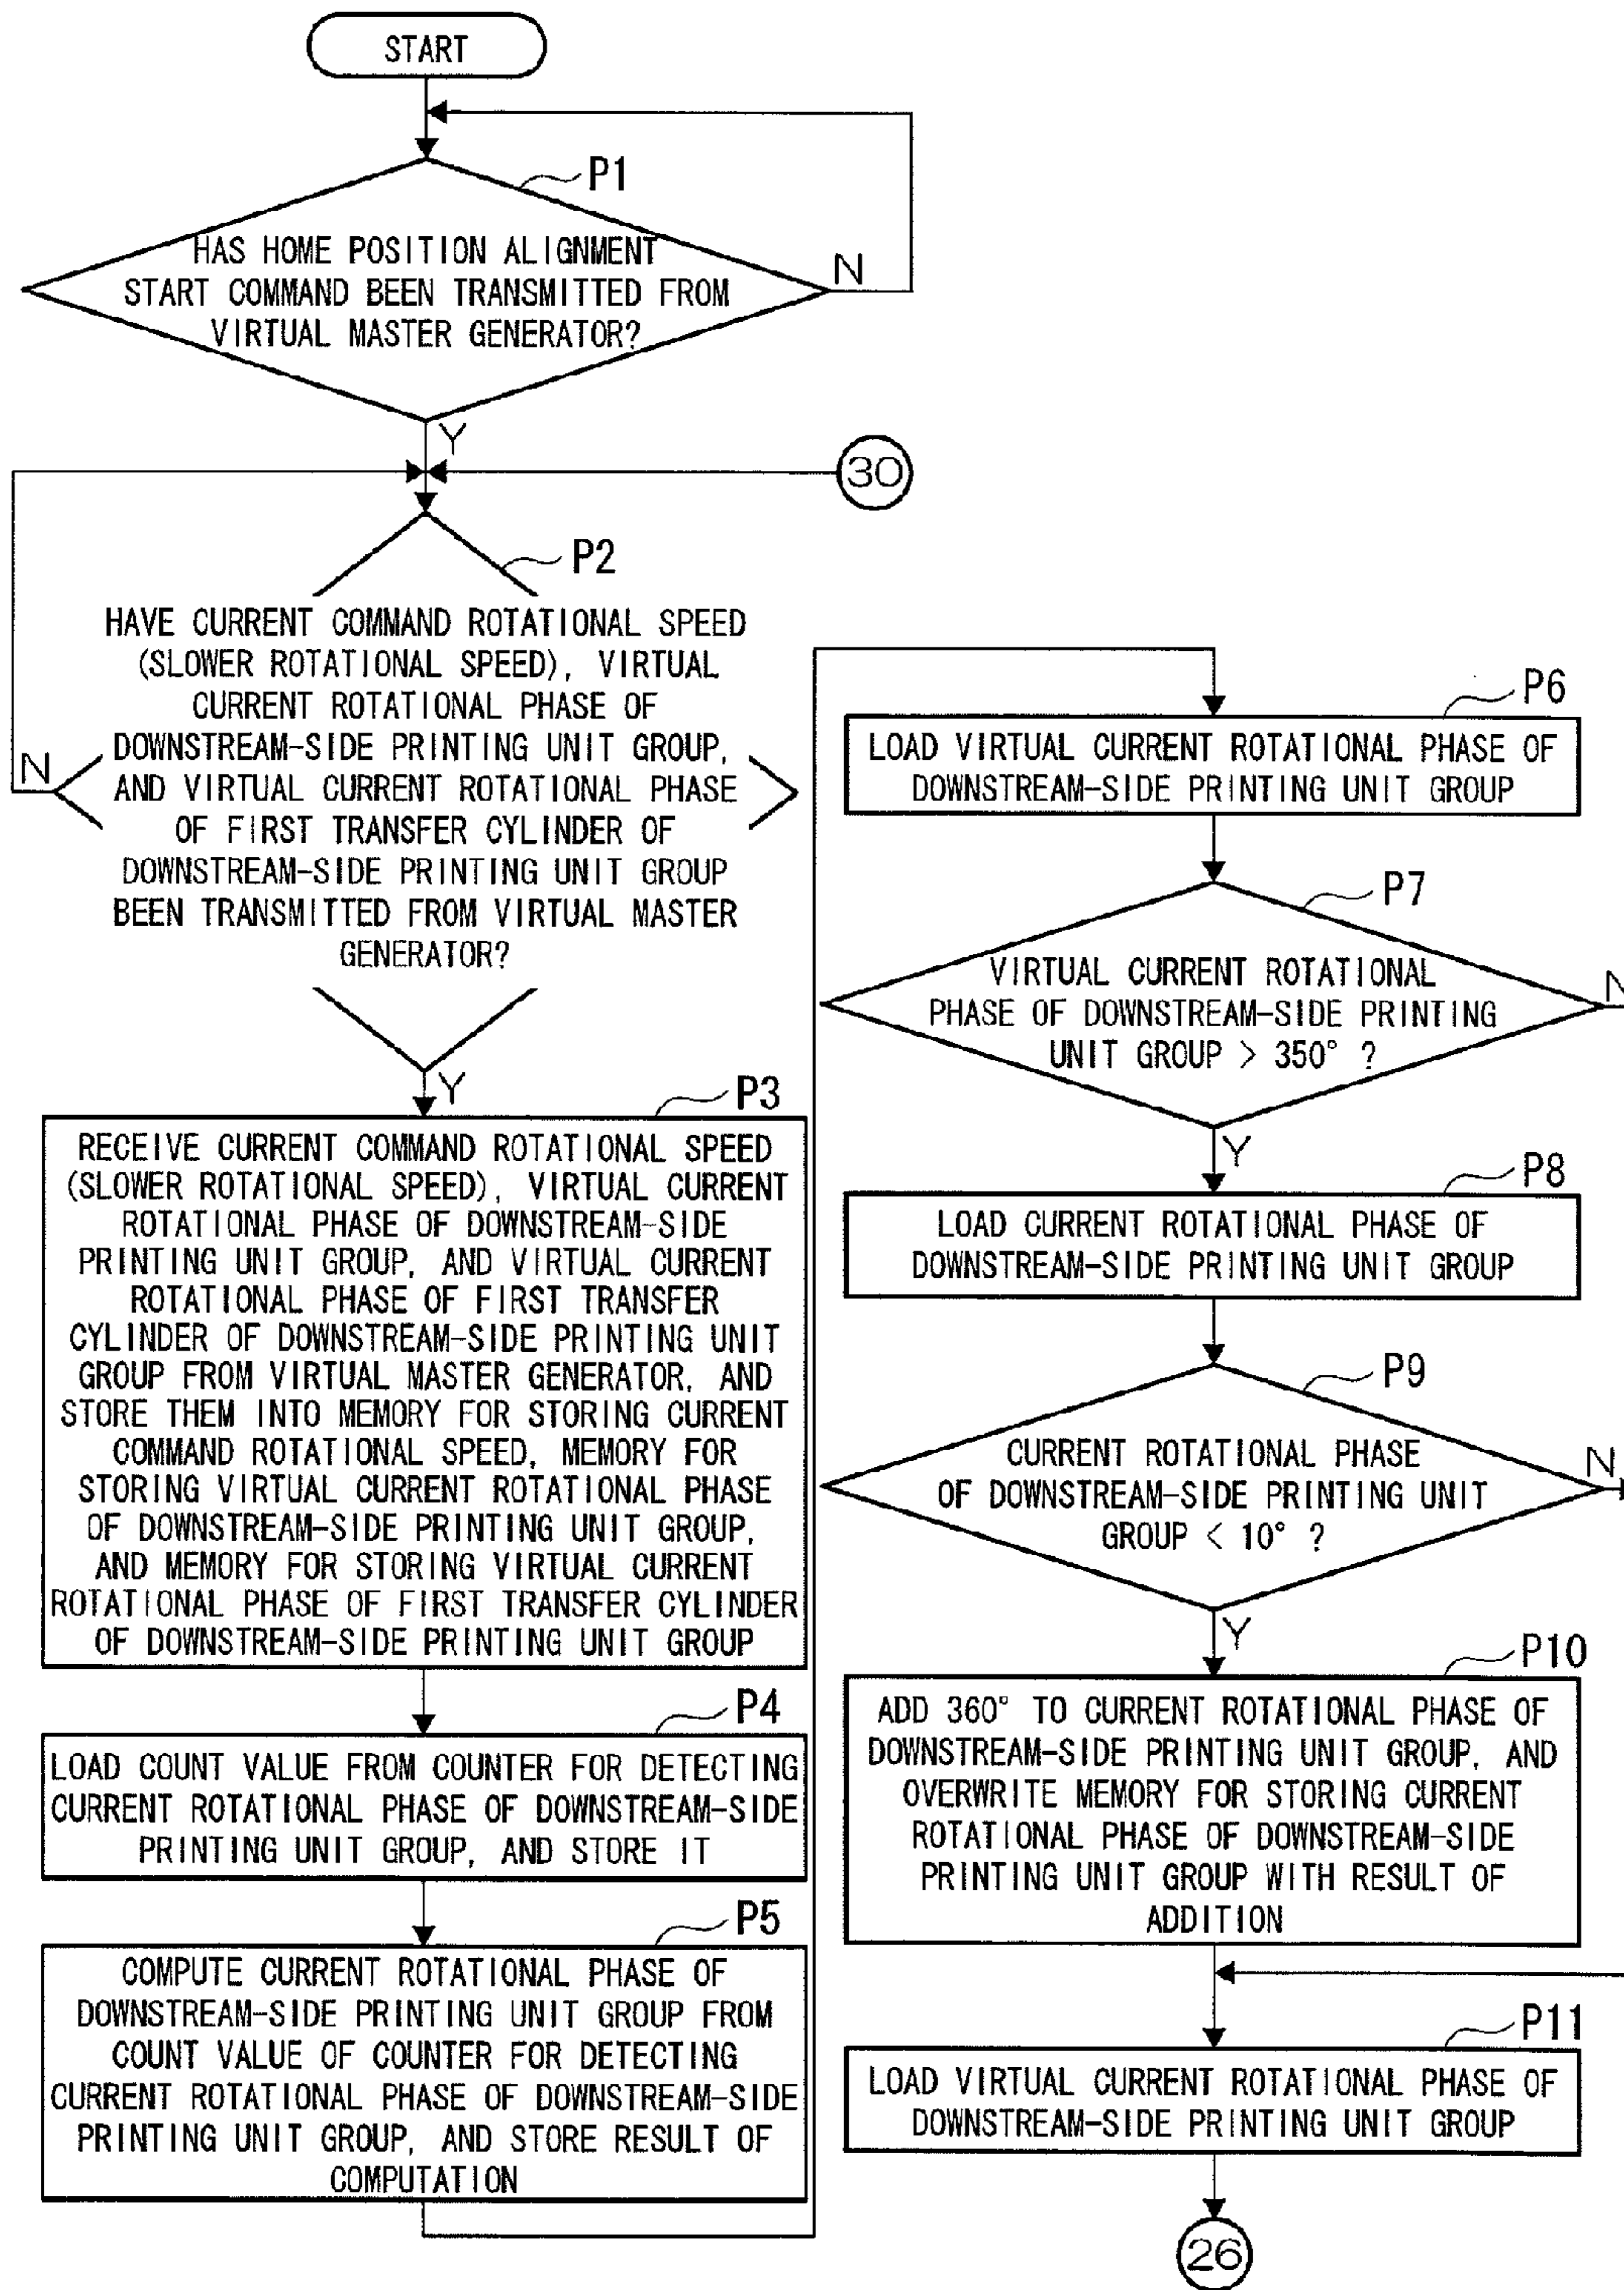 START
P1
HAS HOME POSITION ALIGNMENT
START COMMAND BEEN TRANSMITTED FROM
VIRTUAL MASTER GENERATOR?
N
Y
30
P2
HAVE CURRENT COMMAND ROTATIONAL SPEED
(SLOWER ROTATIONAL SPEED), VIRTUAL
CURRENT ROTATIONAL PHASE OF
DOWNSTREAM-SIDE PRINTING UNIT GROUP,
AND VIRTUAL CURRENT ROTATIONAL PHASE
OF FIRST TRANSFER CYLINDER OF
DOWNSTREAM-SIDE PRINTING UNIT GROUP
BEEN TRANSMITTED FROM VIRTUAL MASTER
GENERATOR?
N
Y
P3
RECEIVE CURRENT COMMAND ROTATIONAL SPEED
(SLOWER ROTATIONAL SPEED), VIRTUAL CURRENT
ROTATIONAL PHASE OF DOWNSTREAM-SIDE
PRINTING UNIT GROUP, AND VIRTUAL CURRENT
ROTATIONAL PHASE OF FIRST TRANSFER
CYLINDER OF DOWNSTREAM-SIDE PRINTING UNIT
GROUP FROM VIRTUAL MASTER GENERATOR, AND
STORE THEM INTO MEMORY FOR STORING CURRENT
COMMAND ROTATIONAL SPEED, MEMORY FOR
STORING VIRTUAL CURRENT ROTATIONAL PHASE
OF DOWNSTREAM-SIDE PRINTING UNIT GROUP,
AND MEMORY FOR STORING VIRTUAL CURRENT
ROTATIONAL PHASE OF FIRST TRANSFER CYLINDER
OF DOWNSTREAM-SIDE PRINTING UNIT GROUP
P4
LOAD COUNT VALUE FROM COUNTER FOR DETECTING
CURRENT ROTATIONAL PHASE OF DOWNSTREAM-SIDE
PRINTING UNIT GROUP, AND STORE IT
P5
COMPUTE CURRENT ROTATIONAL PHASE OF
DOWNSTREAM-SIDE PRINTING UNIT GROUP FROM
COUNT VALUE OF COUNTER FOR DETECTING
CURRENT ROTATIONAL PHASE OF DOWNSTREAM-SIDE
PRINTING UNIT GROUP, AND STORE RESULT OF
COMPUTATION
P6
LOAD VIRTUAL CURRENT ROTATIONAL PHASE OF
DOWNSTREAM-SIDE PRINTING UNIT GROUP
P7
VIRTUAL CURRENT ROTATIONAL
PHASE OF DOWNSTREAM-SIDE PRINTING
UNIT GROUP > 350° ?
N
Y
P8
LOAD CURRENT ROTATIONAL PHASE OF
DOWNSTREAM-SIDE PRINTING UNIT GROUP
P9
CURRENT ROTATIONAL PHASE
OF DOWNSTREAM-SIDE PRINTING UNIT
GROUP < 10° ?
N
Y
P10
ADD 360° TO CURRENT ROTATIONAL PHASE OF
DOWNSTREAM-SIDE PRINTING UNIT GROUP, AND
OVERWRITE MEMORY FOR STORING CURRENT
ROTATIONAL PHASE OF DOWNSTREAM-SIDE
PRINTING UNIT GROUP WITH RESULT OF
ADDITION
P11
LOAD VIRTUAL CURRENT ROTATIONAL PHASE OF
DOWNSTREAM-SIDE PRINTING UNIT GROUP
26